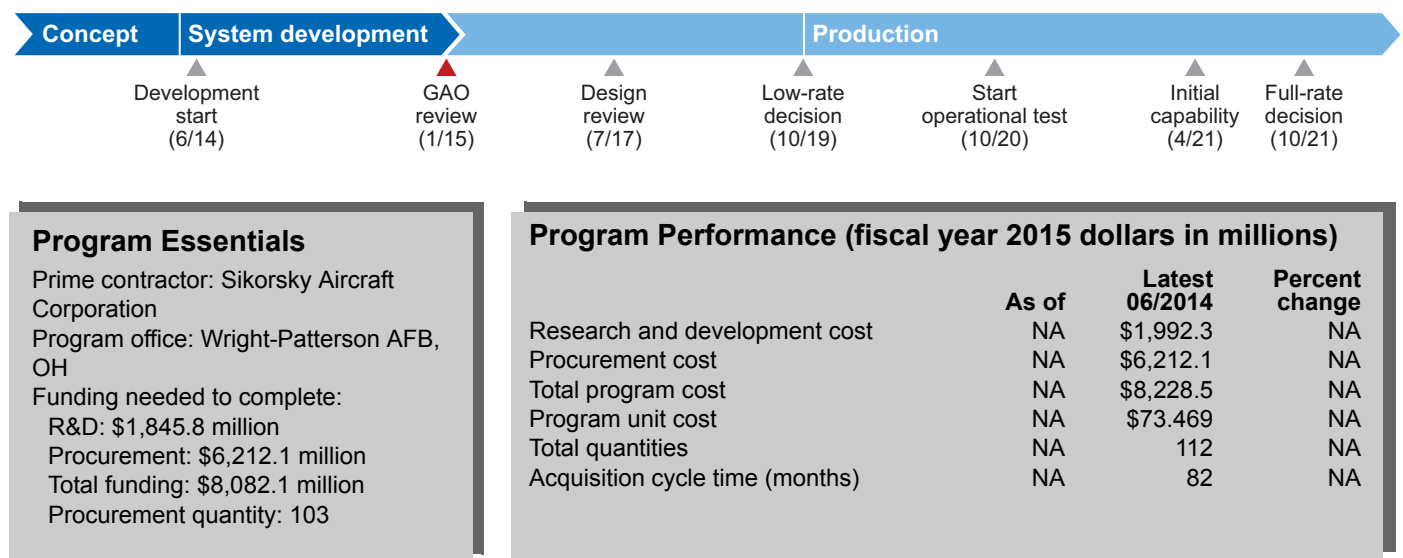 Concept
System development
Production
Development
start
(6/14)
GAO
review
(1/15)
Design
review
(7/17)
Low-rate
decision
(10/19)
Start
operational test
(10/20)
Initial
capability
(4/21)
Full-rate
decision
(10/21)
Program Essentials
Prime contractor: Sikorsky Aircraft
Corporation
Program office: Wright-Patterson AFB,
OH
Funding needed to complete:
R&D: $1,845.8 million
Procurement: $6,212.1 million
Total funding: $8,082.1 million
Procurement quantity: 103
Program Performance (fiscal year 2015 dollars in millions)
Latest Percent
As of 06/2014 change
Research and development cost NA $1,992.3 NA
Procurement cost NA $6,212.1 NA
Total program cost NA $8,228.5 NA
Program unit cost NA $73.469 NA
Total quantities NA 112 NA
Acquisition cycle time (months) NA 82 NA